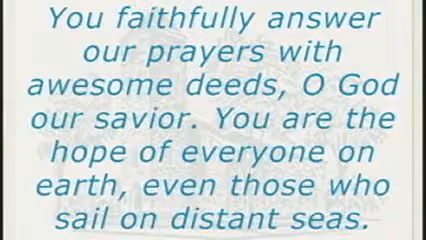 You faithfully answer
our prayers with
awesome deeds, O God
our savior. You are the
hope of everyone on
earth, even those who
sail on distant seas.